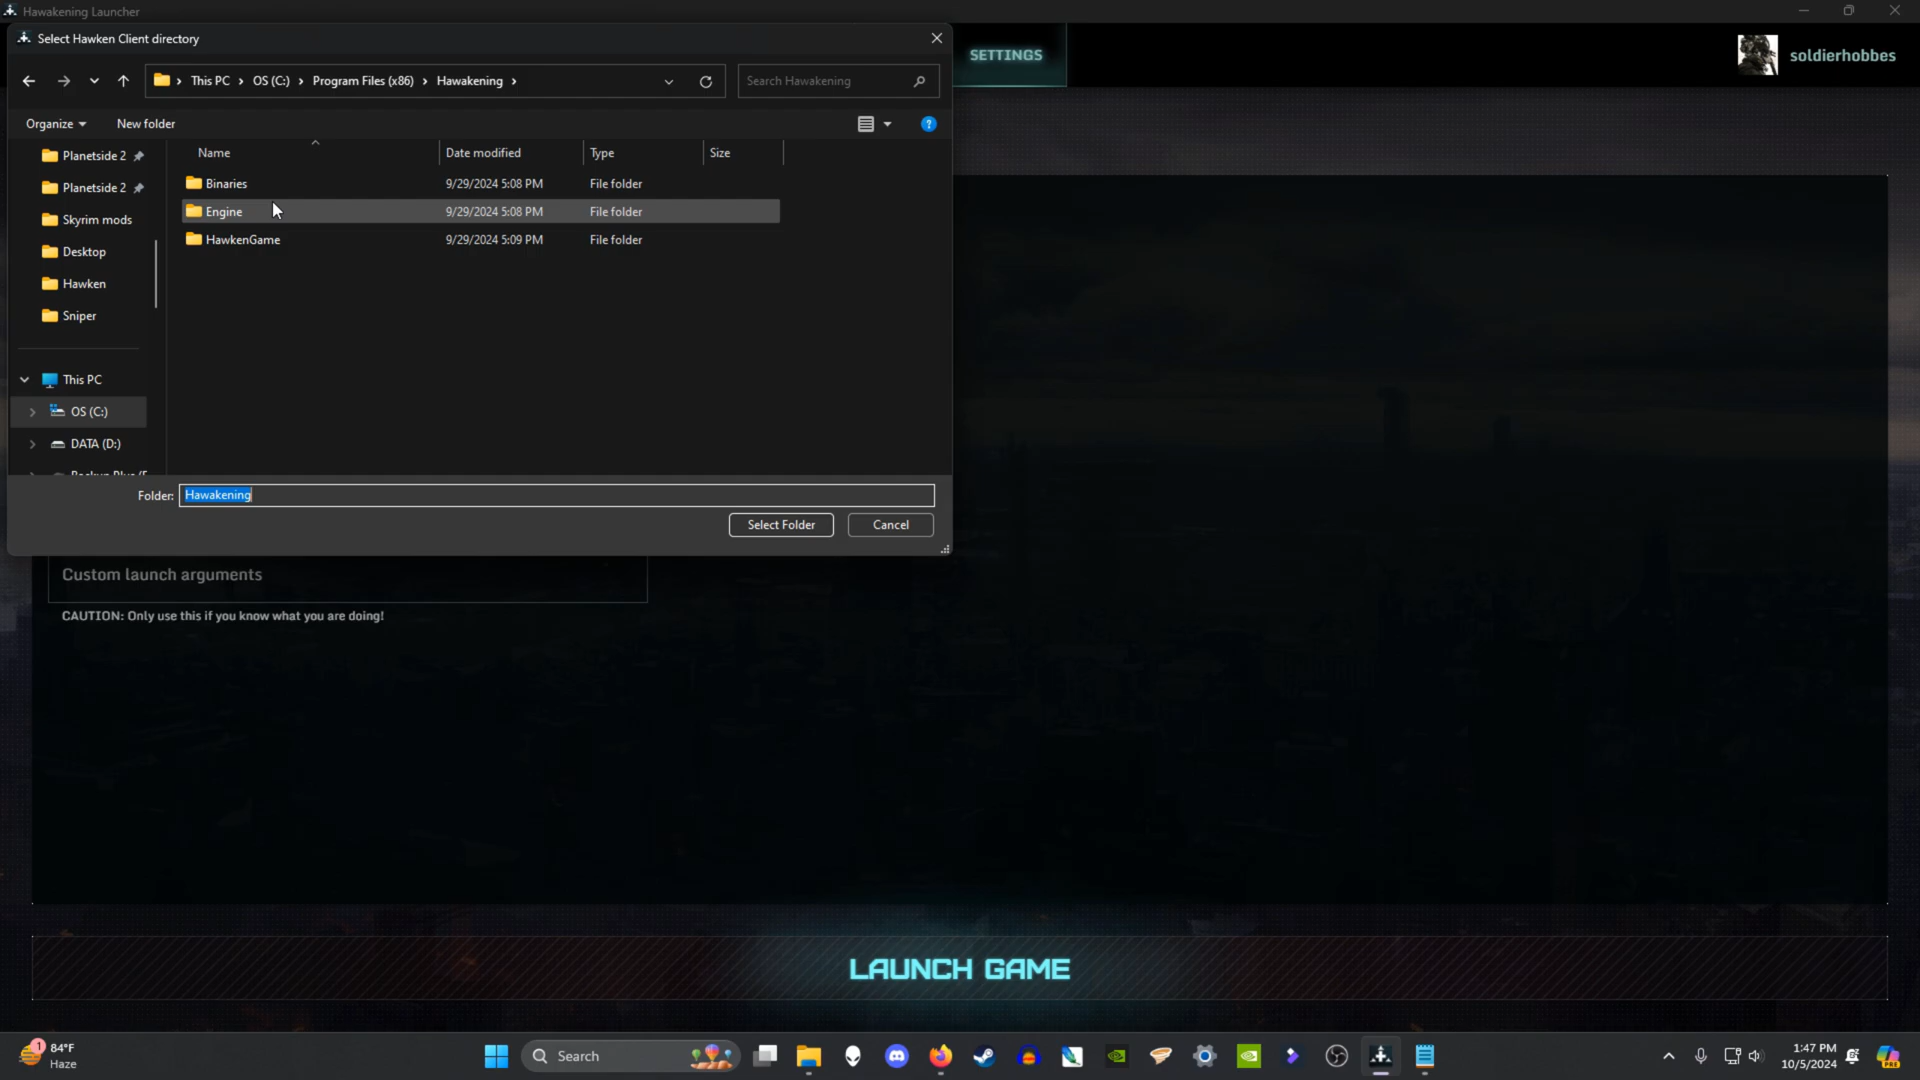 Hawakening Launcher
Select Hawken Client directory
SETTINGS
soldierhobbes
This PC > OS (C:) > Program Files (x86) > Hawakening >
Search Hawakening
Organize
New folder
Name
Date modified
Type
Size
Planetside 2
Planetside 2
Skyrim mods
Desktop
Hawken
Sniper
This PC
OS (C:)
DATA (D:)
Binaries 9/29/2024 5:08 PM File folder
Engine 9/29/2024 5:08 PM File folder
HawkenGame 9/29/2024 5:09 PM File folder
Folder: Hawakening
Select Folder
Cancel
Custom launch arguments
CAUTION: Only use this if you know what you are doing!
LAUNCH GAME
1
84°F
Haze
Search
1:47 PM
10/5/2024
PRE